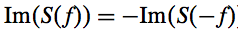 Im(S(f)) = −Im(S(−f)